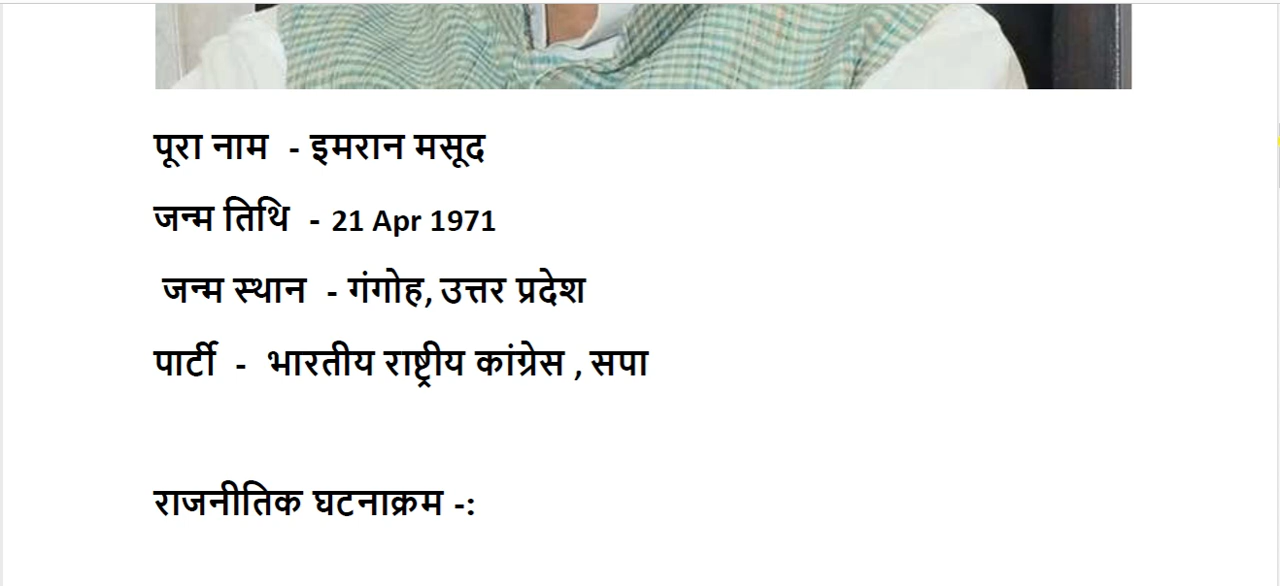 पूरा नाम - इमरान मसूद
जन्म तिथि - 21 Apr 1971
जन्म स्थान - गंगोह, उत्तर प्रदेश
पार्टी - भारतीय राष्ट्रीय कांग्रेस , सपा
राजनीतिक घटनाक्रम -: